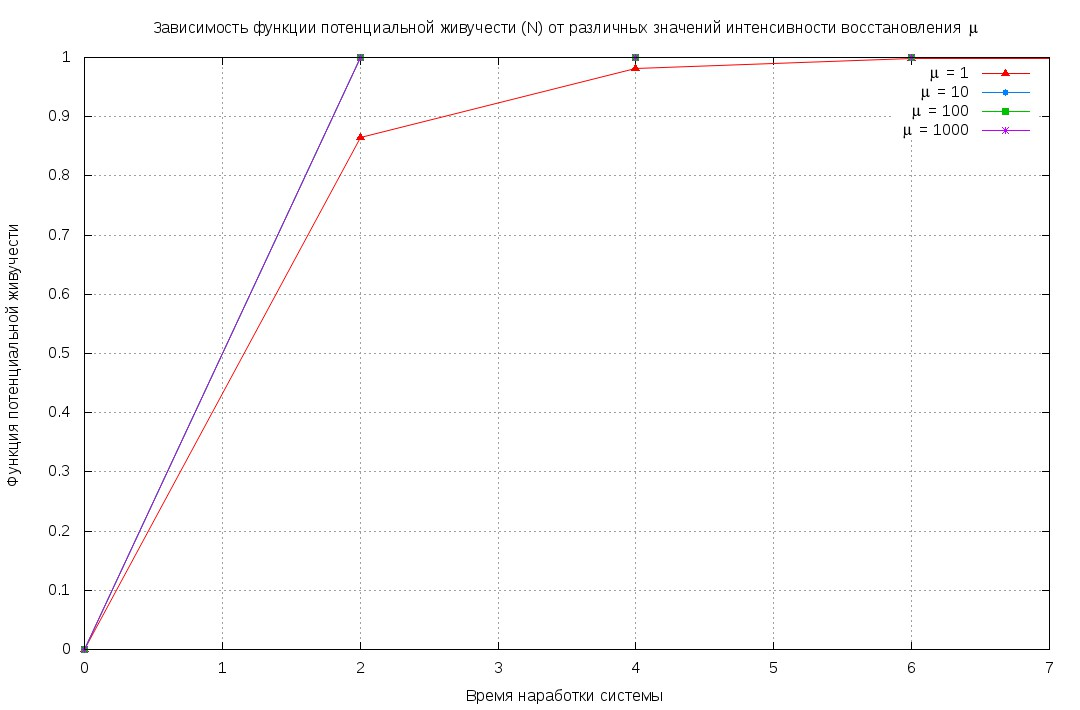 Зависимость функции потенциальной живучести (N) от различных значений интенсивности восстановления μ
1
0.9
0.8
0.7
0.6
0.5
0.4
0.3
0.2
0.1
0
0 1 2 3 4 5 6 7
Функция потенциальной живучести
Время наработки системы
μ = 1
μ = 10
μ = 100
μ = 1000